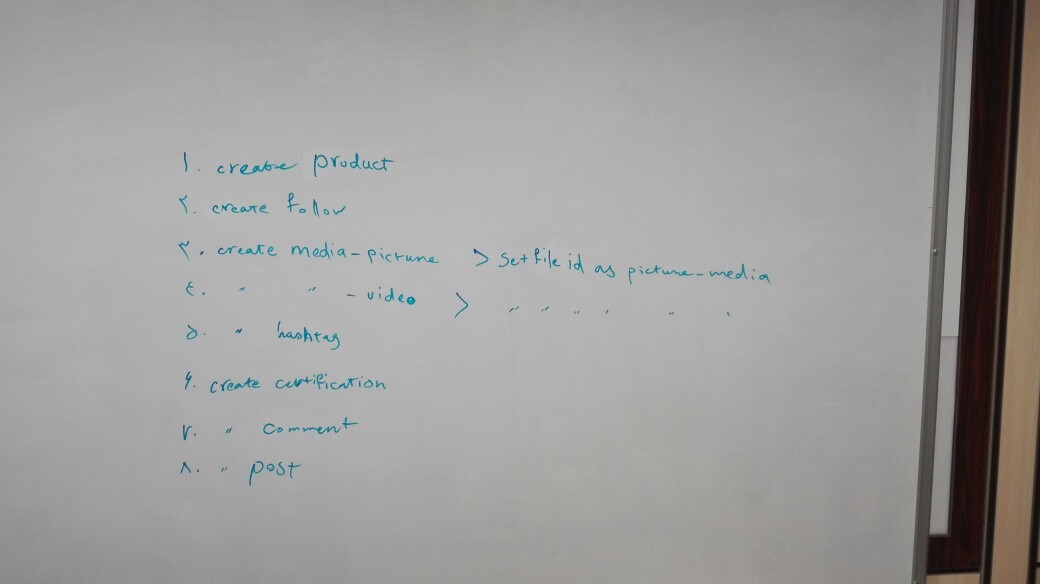 ۱. create product
۲. create follow
۳. create media-picture > set file id as picture-media
۴. " " - video > " " " " " "
۵. " hashtag
۶. create certification
۷. " comment
۸. " post